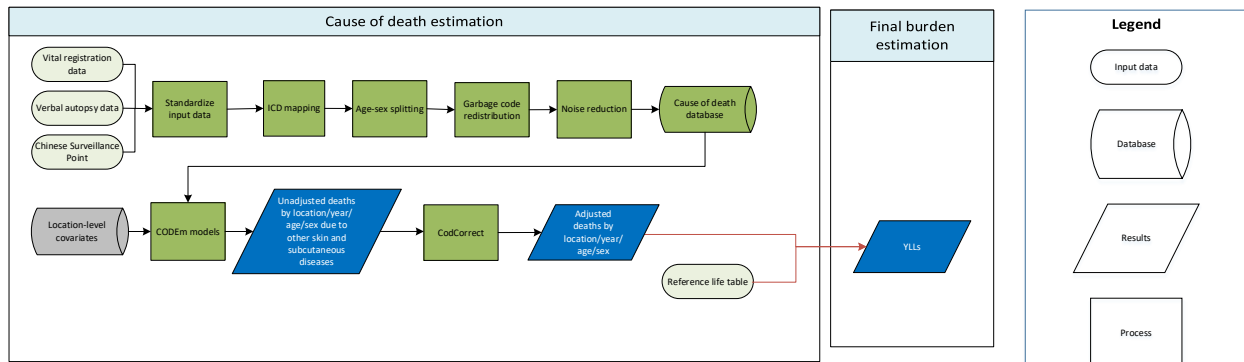 Cause of death estimation
Final burden
estimation
Legend
Vital registration
data
Verbal autopsy data
Chinese Surveillance
Point
Standardize
input data
ICD mapping
Age-sex splitting
Garbage code
redistribution
Noise reduction
Cause of death
database
Location-level
covariates
CODEm models
Unadjusted deaths
by location/year/
age/sex due to
other skin and
subcutaneous
diseases
CodCorrect
Adjusted
deaths by
location/year/
age/sex
Reference life table
YLLs
Input data
Database
Results
Process